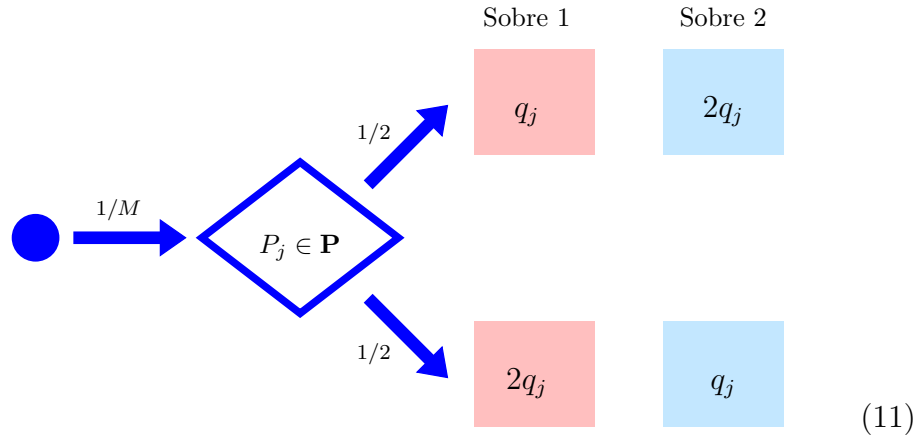 Sobre 1 Sobre 2
q_j 2q_j
1/2
1/M
P_j ∈ **P**
1/2
2q_j q_j
(11)